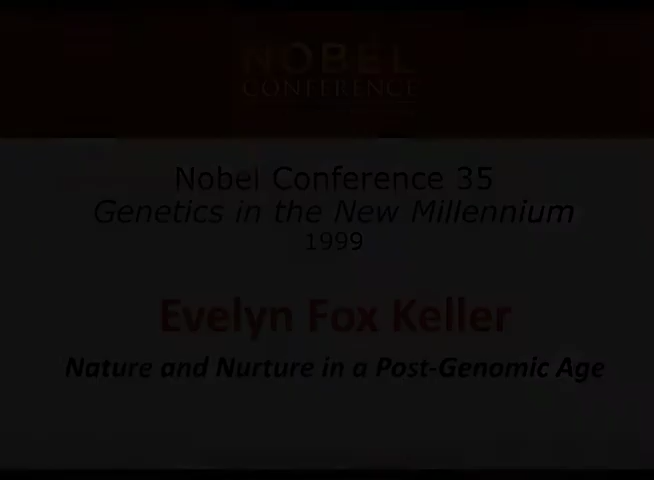 NOBEL
CONFERENCE
Nobel Conference 35
Genetics in the New Millennium
1999
Evelyn Fox Keller
Nature and Nurture in a Post-Genomic Age